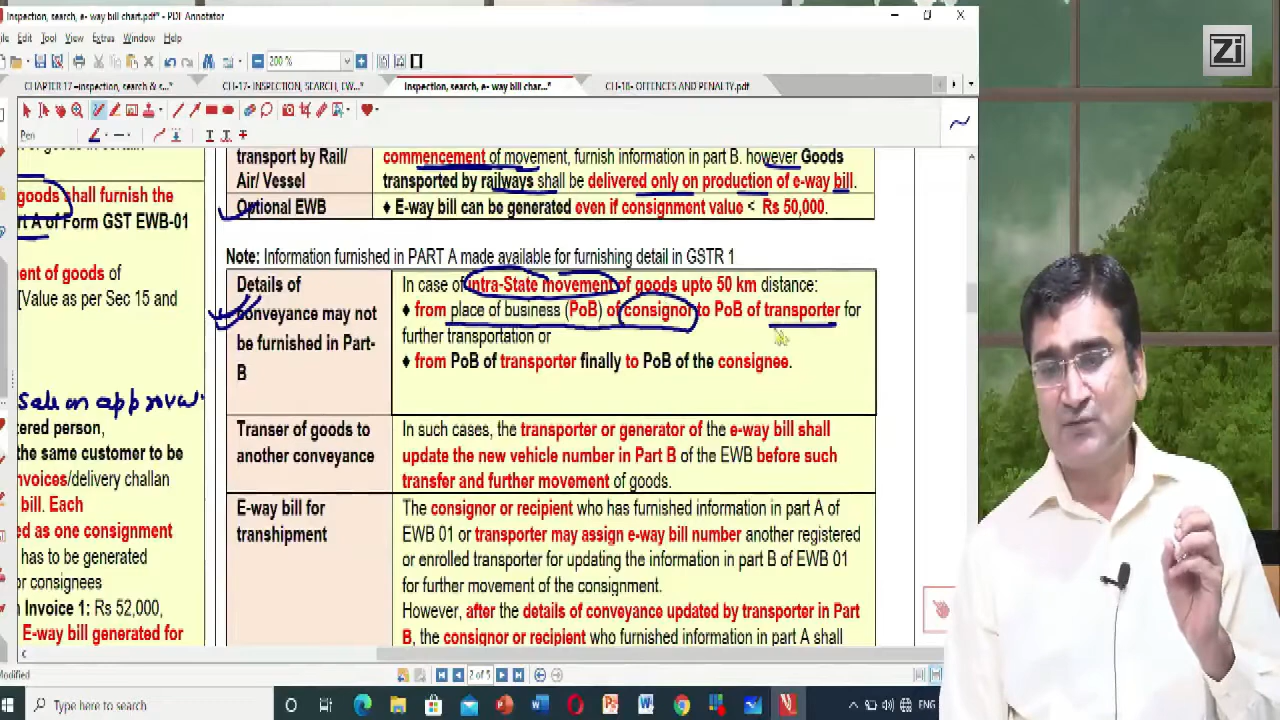 Inspection, search, e- way bill chart.pdf* - PDF Annotator
Edit Tool View Extras Window Help
200 %
CHAPTER 17 –inspection, search & s...*
CH-17- INSPECTION, SEARCH, EW...*
Inspection, search, e- way bill char...*
CH-18- OFFENCES AND PENALTY.pdf
Pen
Zi
goods shall furnish the
rt A of Form GST EWB-01
ent of goods of
[Value as per Sec 15 and
Sale on approval.
ered person,
the same customer to be
nvoices/delivery challan
bill. Each
ed as one consignment
has to be generated
or consignees
Invoice 1: Rs 52,000,
E-way bill generated for
transport by Rail/
Air/ Vessel
commencement of movement, furnish information in part B. however Goods
transported by railways shall be delivered only on production of e-way bill.
Optional EWB
♦ E-way bill can be generated even if consignment value < Rs 50,000.
Note: Information furnished in PART A made available for furnishing detail in GSTR 1
Details of
conveyance may not
be furnished in Part-
B
In case of intra-State movement of goods upto 50 km distance:
♦ from place of business (PoB) of consignor to PoB of transporter for
further transportation or
♦ from PoB of transporter finally to PoB of the consignee.
Transer of goods to
another conveyance
In such cases, the transporter or generator of the e-way bill shall
update the new vehicle number in Part B of the EWB before such
transfer and further movement of goods.
E-way bill for
transhipment
The consignor or recipient who has furnished information in part A of
EWB 01 or transporter may assign e-way bill number another registered
or enrolled transporter for updating the information in part B of EWB 01
for further movement of the consignment.
However, after the details of conveyance updated by transporter in Part
B, the consignor or recipient who furnished information in part A shall
Modified
2 of 5
Type here to search
ENG